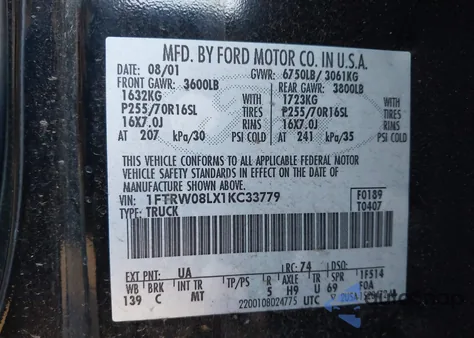 MFD. BY FORD MOTOR CO. IN U.S.A.
DATE: 08/01 GVWR: 6750LB/ 3061KG
FRONT GAWR: 3600LB REAR GAWR: 3800LB
1632KG WITH 1723KG WITH
P255/70R16SL TIRES P255/70R16SL TIRES
16X7.0J RIMS 16X7.0J RIMS
AT 207 kPa/30 PSI COLD AT 241 kPa/35 PSI COLD
THIS VEHICLE CONFORMS TO ALL APPLICABLE FEDERAL MOTOR
VEHICLE SAFETY STANDARDS IN EFFECT ON THE DATE OF
MANUFACTURE SHOWN ABOVE.
VIN: 1FTRW08LX1KC33779 F0189
TYPE: TRUCK T0407
EXT PNT: UA RC: 74 DSO:
WB BRK INT TR TP/PS R AXLE TR SPR 1F514
139 C MT 5 H9 U 69 FOA
2200108024775 UTC